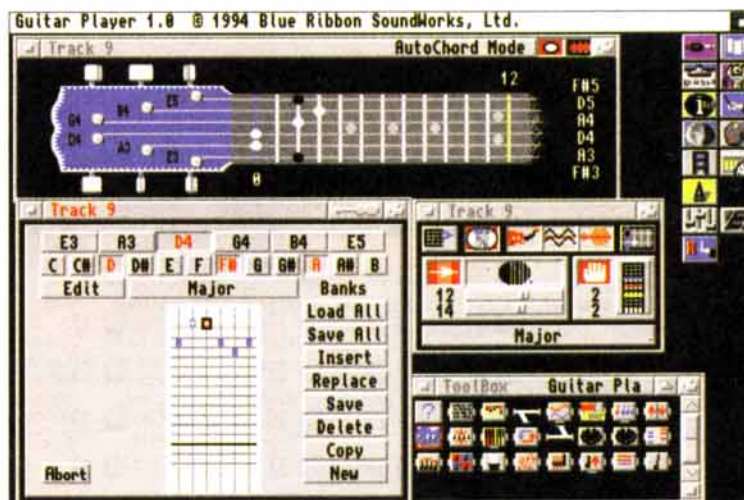 Guitar Player 1.0 © 1994 Blue Ribbon SoundWorks, Ltd.
Track 9 AutoChord Mode
12
E5
B4
G4
D4
A3
E3
0
F#5
D5
A4
D4
A3
F#3
Track 9
E3 A3 D4 G4 B4 E5
C C# D D# E F F# G G# A A# B
Edit Major Banks
Load All
Save All
Insert
Replace
Save
Delete
Copy
New
Abort
Track 9
12 2
14 2
Major
ToolBox Guitar Pla
?